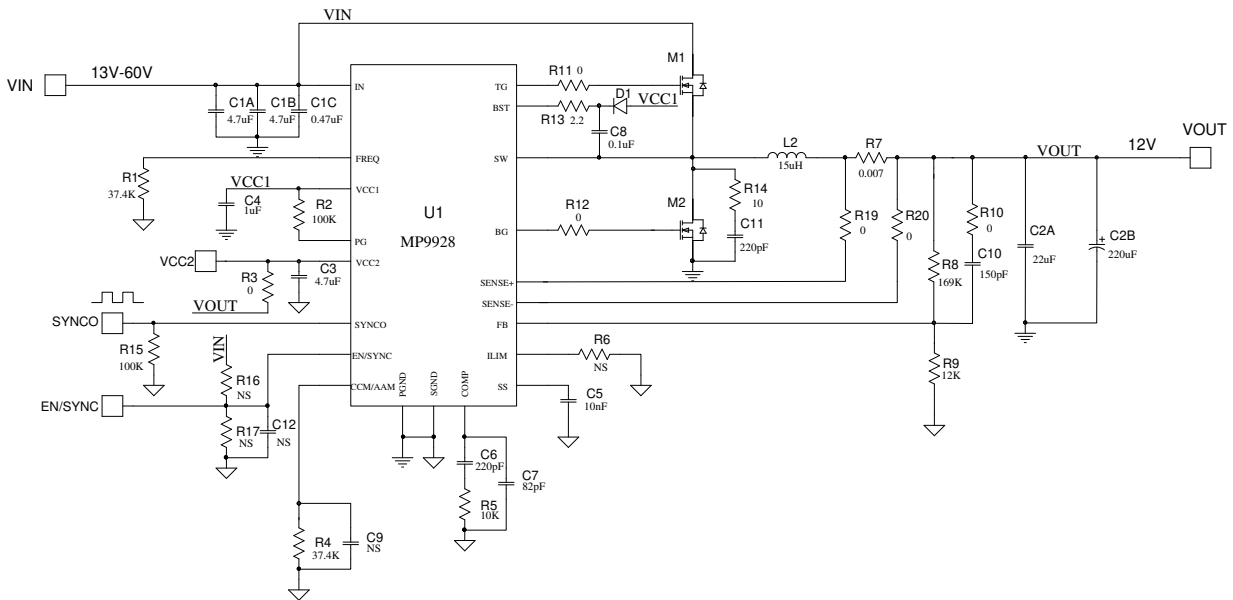 VIN
M1
VIN
13V-60V
IN
TG
R11 0
D1
VCC1
C1A
4.7uF
C1B
4.7uF
C1C
0.47uF
BST
R13 2.2
C8
0.1uF
VOUT
12V
FREQ
SW
L2
15uH
R7
0.007
VOUT
R1
37.4K
VCC1
VCC1
C4
1uF
R2
100K
R14
10
U1
MP9928
M2
R12
0
BG
C11
220pF
R19
0
R20
0
R10
0
C2A
22uF
C2B
220uF
+
PG
VCC2
VCC2
C3
4.7uF
R3
0
C10
150pF
R8
169K
SENSE+
VOUT
SENSE-
SYNCO
SYNCO
FB
R15
100K
VIN
EN/SYNC
ILIM
R6
NS
R16
NS
CCM/AAM
PGND
SGND
COMP
SS
R9
12K
EN/SYNC
C5
10nF
R17
NS
C12
NS
C6
220pF
C7
82pF
R5
10K
R4
37.4K
C9
NS